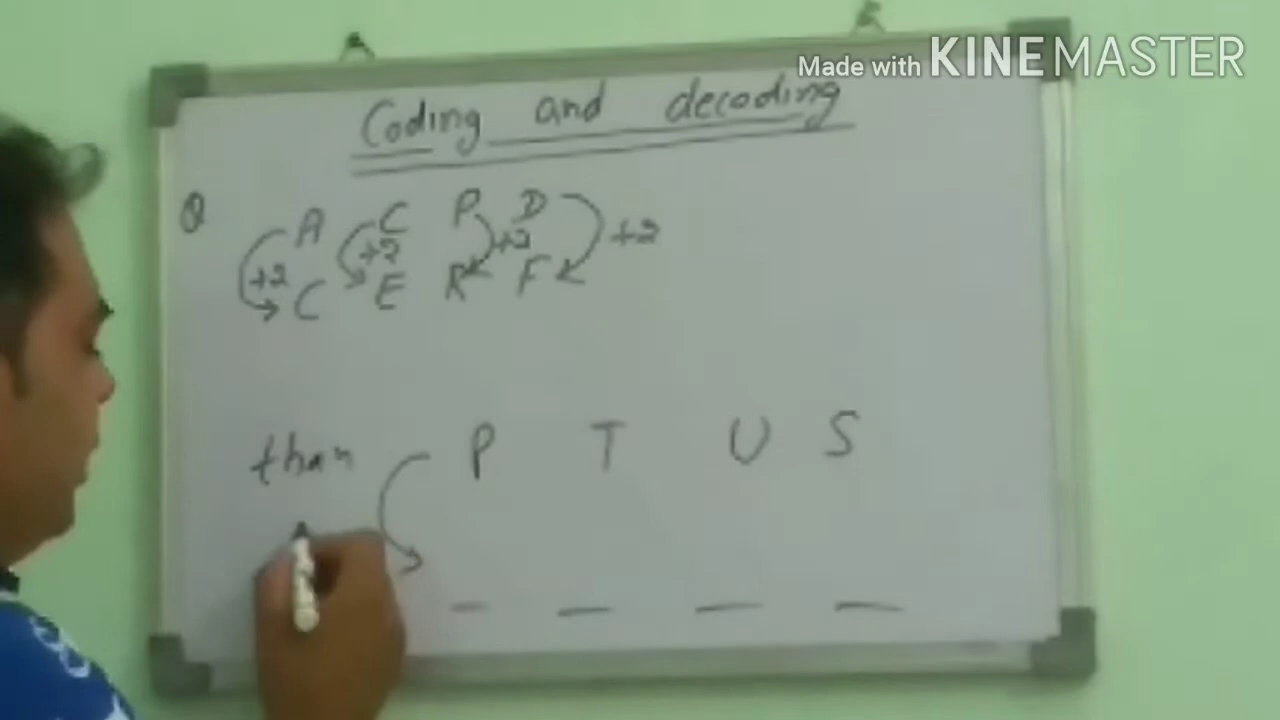 Made with KINEMASTER
Coding and decoding
Q A C P D
+2 +2 +2 +2
C E R F
than P T U S